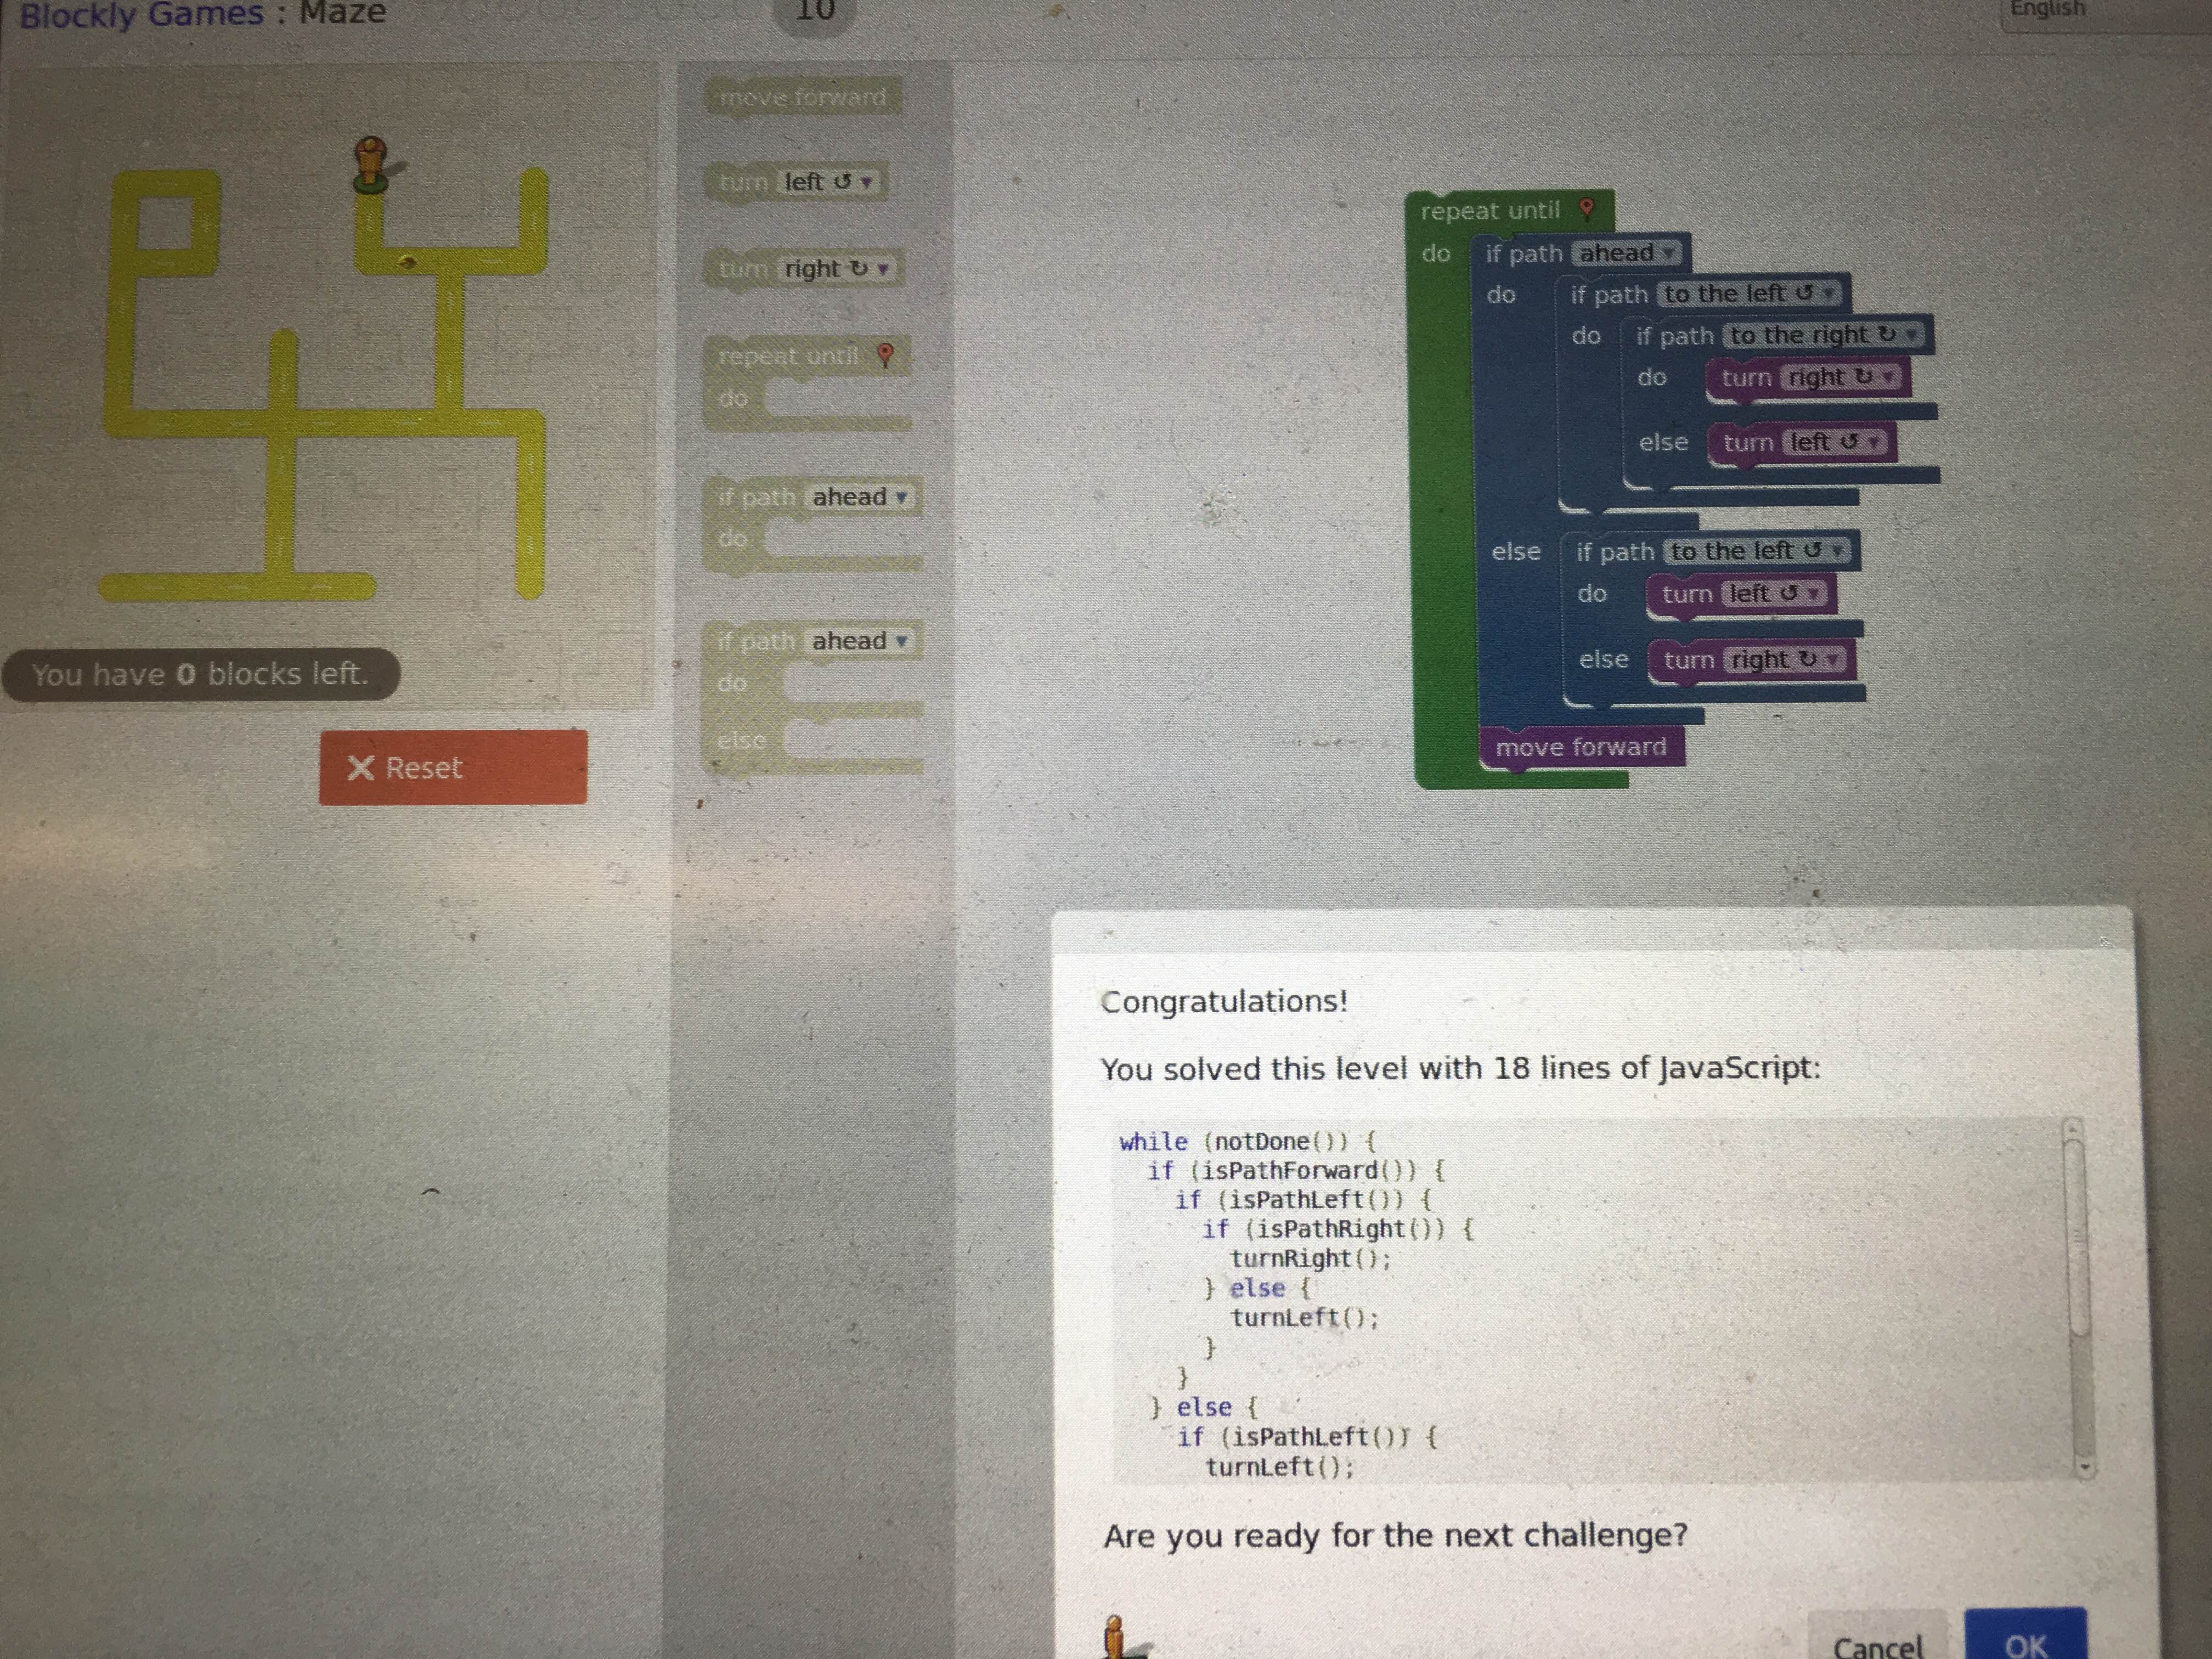 Blockly Games : Maze
10
English
move forward
turn left ↺ ▾
turn right ↻ ▾
repeat until
do
if path ahead ▾
do
if path ahead ▾
do
else
You have 0 blocks left.
✕ Reset
repeat until
do if path ahead ▾
do if path to the left ↺ ▾
do if path to the right ↻ ▾
do turn right ↻ ▾
else turn left ↺ ▾
else if path to the left ↺ ▾
do turn left ↺ ▾
else turn right ↻ ▾
move forward
Congratulations!
You solved this level with 18 lines of JavaScript:
while (notDone()) {
if (isPathForward()) {
if (isPathLeft()) {
if (isPathRight()) {
turnRight();
} else {
turnLeft();
}
}
} else {
if (isPathLeft()) {
turnLeft();
Are you ready for the next challenge?
Cancel
OK